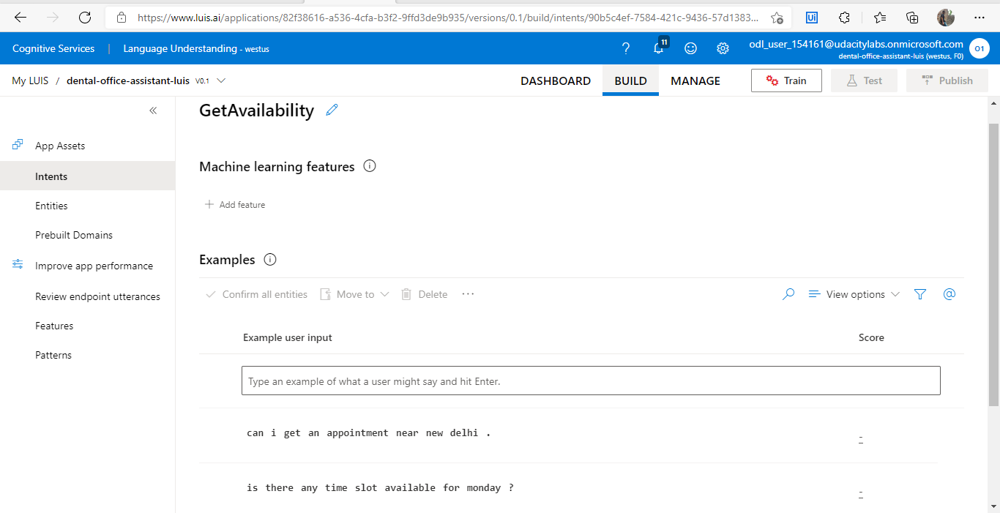 https://www.luis.ai/applications/82f38616-a536-4cfa-b3f2-9ffd3de9b935/versions/0.1/build/intents/90b5c4ef-7584-421c-9436-57d1383...
Cognitive Services | Language Understanding - westus
11
odl_user_154161@udacitylabs.onmicrosoft.com
dental-office-assistant-luis (westus, F0)
O1
My LUIS / dental-office-assistant-luis V0.1
DASHBOARD BUILD MANAGE Train Test Publish
GetAvailability
App Assets
Intents
Entities
Prebuilt Domains
Improve app performance
Review endpoint utterances
Features
Patterns
Machine learning features
Add feature
Examples
Confirm all entities Move to Delete ... View options @
Example user input Score
Type an example of what a user might say and hit Enter.
can i get an appointment near new delhi . -
is there any time slot available for monday ? -